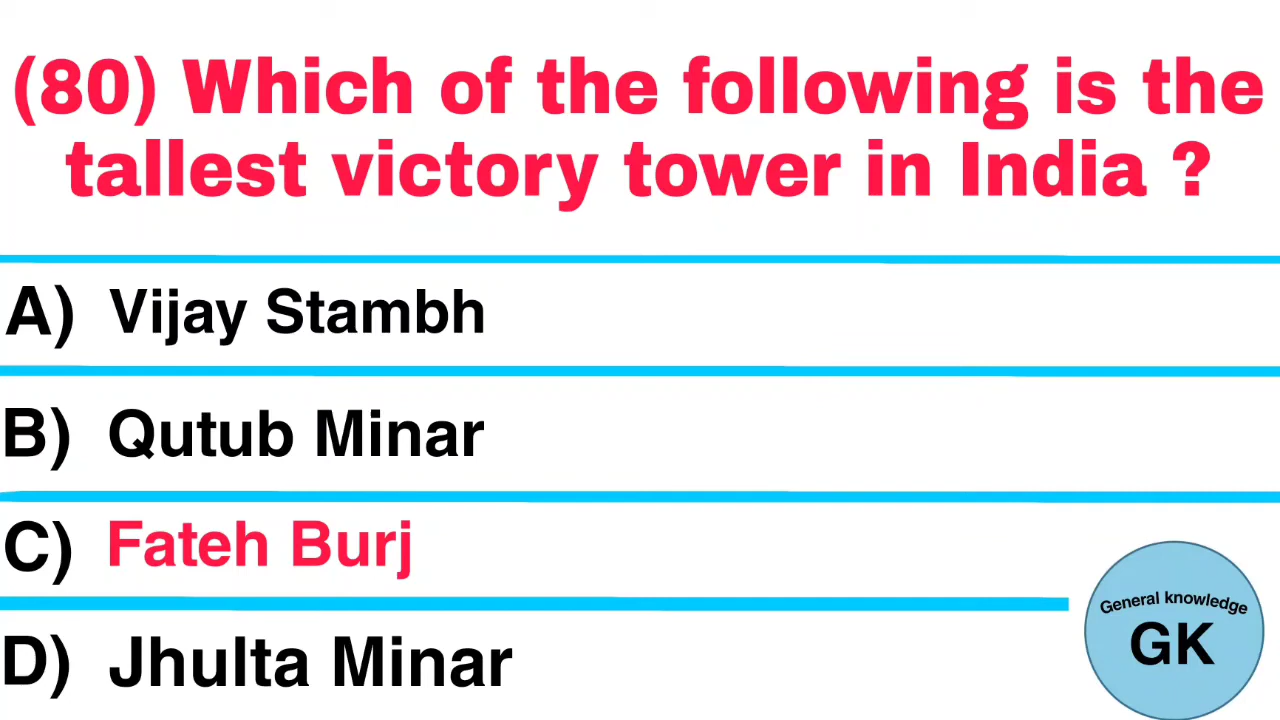 (80) Which of the following is the
tallest victory tower in India ?
A) Vijay Stambh
B) Qutub Minar
C) Fateh Burj
D) Jhulta Minar
General knowledge
GK